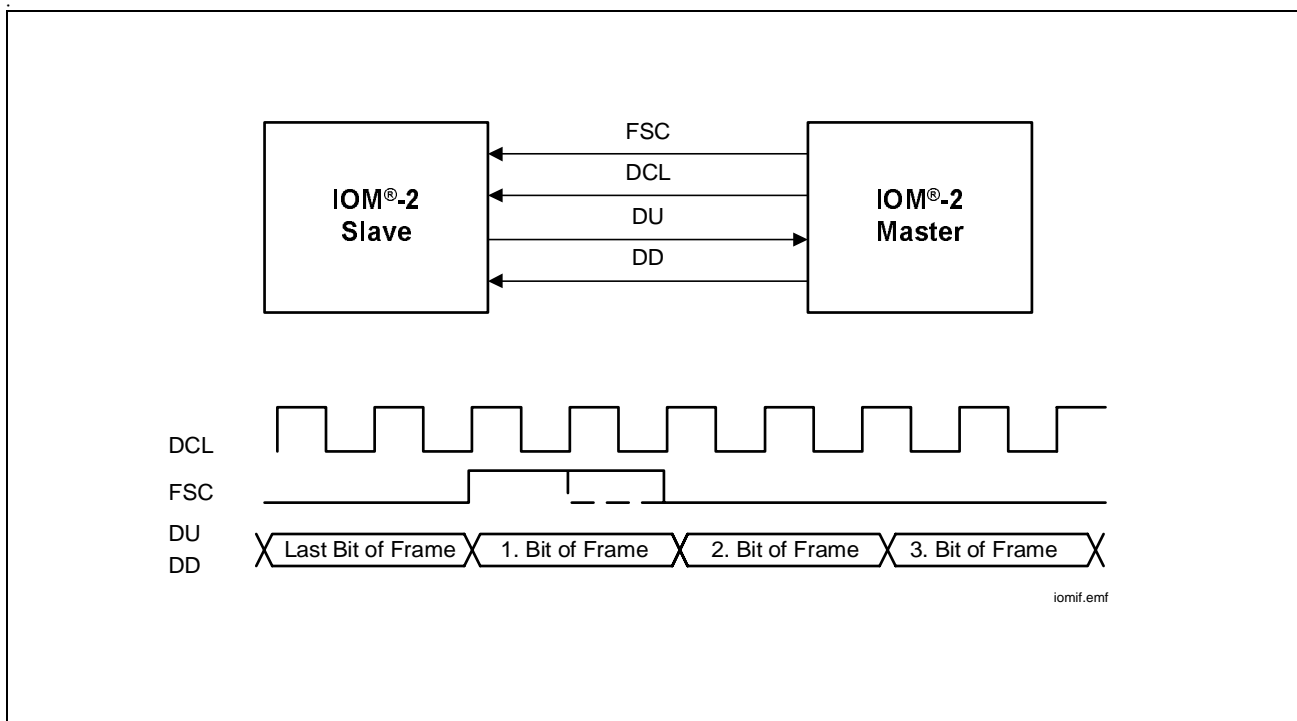 .
FSC
DCL
DU
DD
IOM®-2
Slave
IOM®-2
Master
DCL
FSC
DU
DD
Last Bit of Frame
1. Bit of Frame
2. Bit of Frame
3. Bit of Frame
iomif.emf